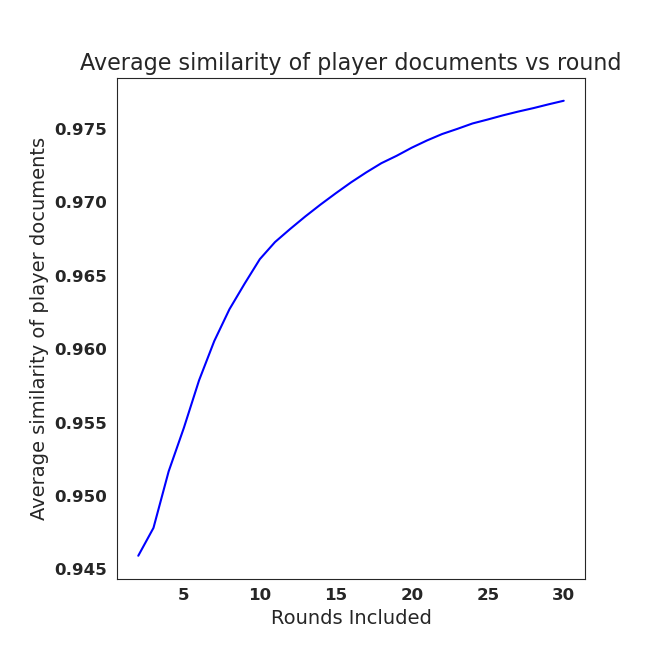 Average similarity of player documents vs round
Average similarity of player documents
0.975
0.970
0.965
0.960
0.955
0.950
0.945
5 10 15 20 25 30
Rounds Included